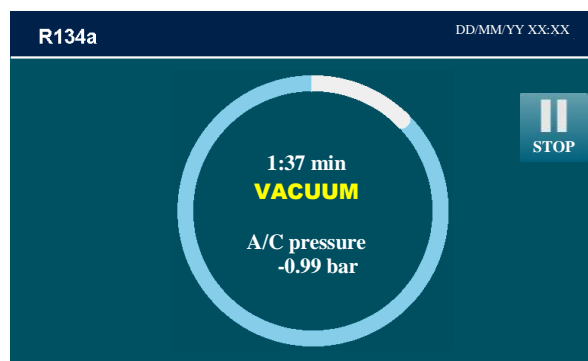 R134a
DD/MM/YY XX:XX
STOP
1:37 min
VACUUM
A/C pressure
-0.99 bar